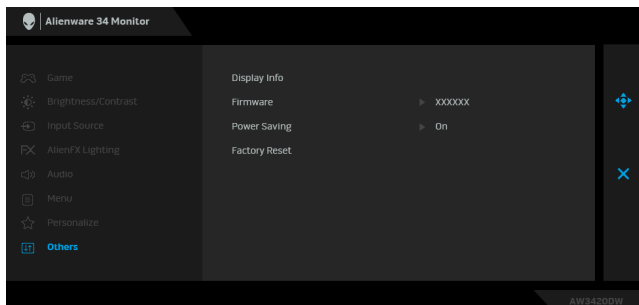 Alienware 34 Monitor
Game
Brightness/Contrast
Input Source
FX AlienFX Lighting
Audio
Menu
Personalize
Others
Display Info
Firmware XXXXXX
Power Saving On
Factory Reset
AW3420DW